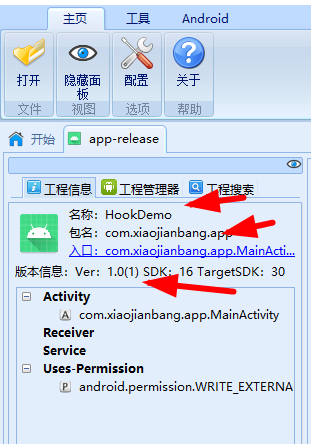 主页 工具 Android
打开 隐藏面板 配置 关于
文件 视图 选项 帮助
开始 app-release
工程信息 工程管理器 工程搜索
名称：HookDemo
包名：com.xiaojianbang.app
入口：com.xiaojianbang.app.MainActi...
版本信息：Ver：1.0(1) SDK：16 TargetSDK：30
Activity
com.xiaojianbang.app.MainActivity
Receiver
Service
Uses-Permission
android.permission.WRITE_EXTERNA